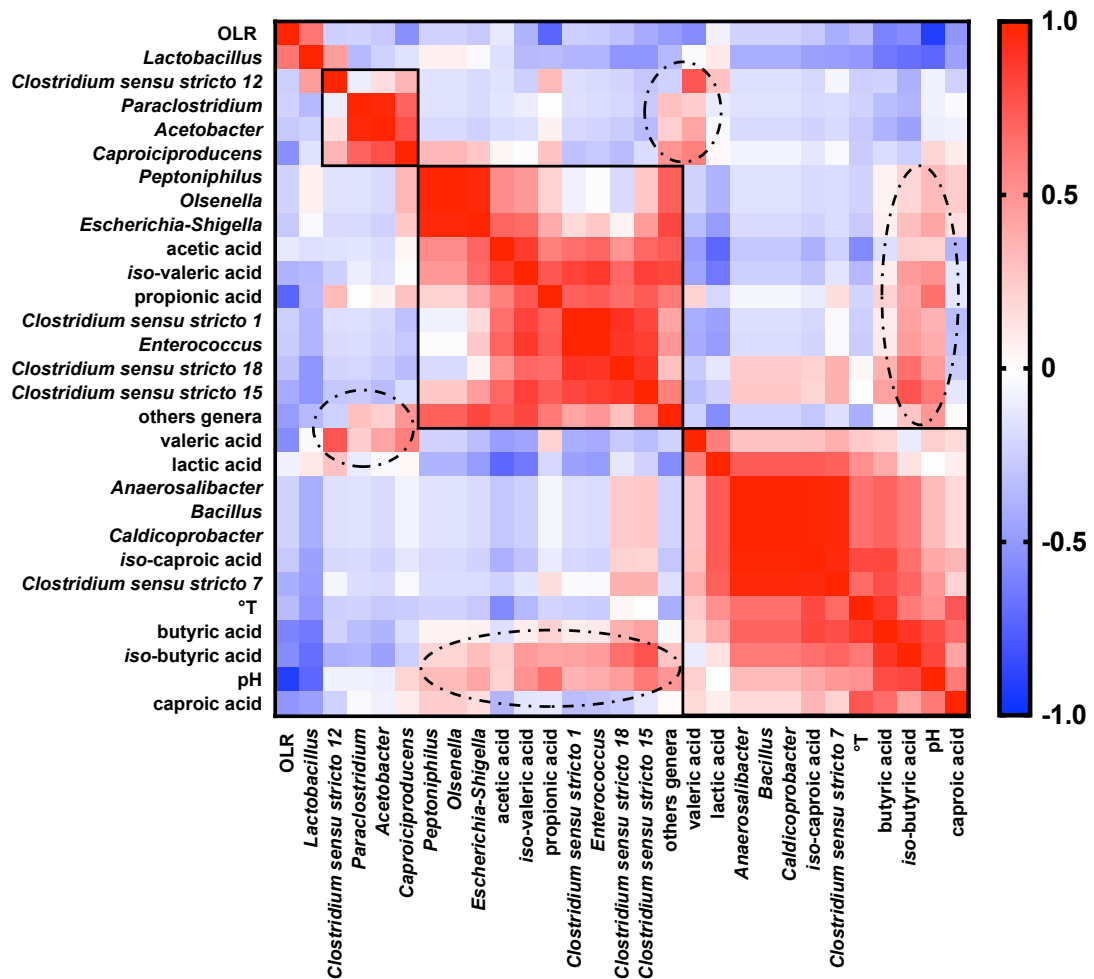 OLR
Lactobacillus
Clostridium sensu stricto 12
Paraclostridium
Acetobacter
Caproiciproducens
Peptoniphilus
Olsenella
Escherichia-Shigella
acetic acid
iso-valeric acid
propionic acid
Clostridium sensu stricto 1
Enterococcus
Clostridium sensu stricto 18
Clostridium sensu stricto 15
others genera
valeric acid
lactic acid
Anaerosalibacter
Bacillus
Caldicoprobacter
iso-caproic acid
Clostridium sensu stricto 7
°T
butyric acid
iso-butyric acid
pH
caproic acid
OLR
Lactobacillus
Clostridium sensu stricto 12
Paraclostridium
Acetobacter
Caproiciproducens
Peptoniphilus
Olsenella
Escherichia-Shigella
acetic acid
iso-valeric acid
propionic acid
Clostridium sensu stricto 1
Enterococcus
Clostridium sensu stricto 18
Clostridium sensu stricto 15
others genera
valeric acid
lactic acid
Anaerosalibacter
Bacillus
Caldicoprobacter
iso-caproic acid
Clostridium sensu stricto 7
°T
butyric acid
iso-butyric acid
pH
caproic acid
1.0
0.5
0
-0.5
-1.0